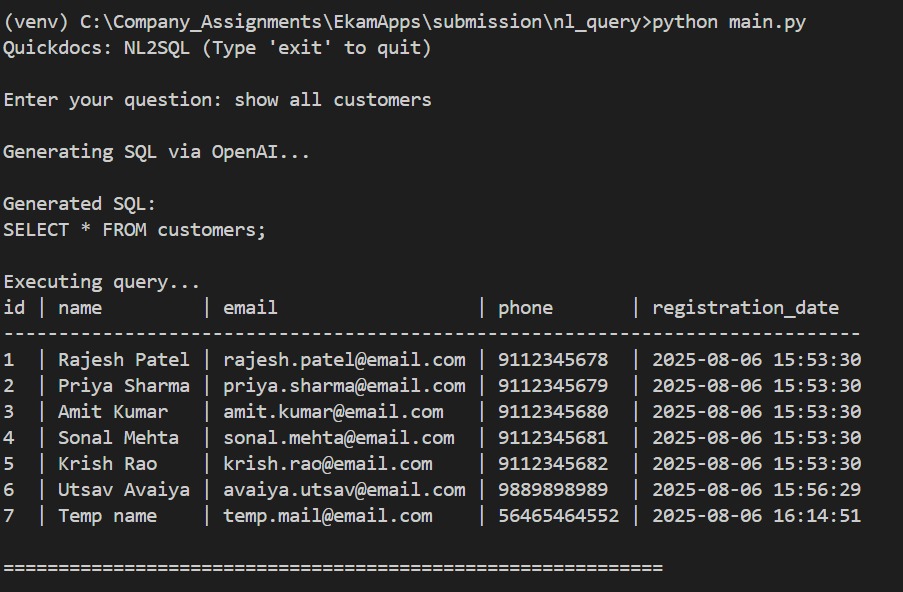 (venv) C:\Company_Assignments\EkamApps\submission\nl_query>python main.py
Quickdocs: NL2SQL (Type 'exit' to quit)
Enter your question: show all customers
Generating SQL via OpenAI...
Generated SQL:
SELECT * FROM customers;
Executing query...
id | name         | email                  | phone       | registration_date
------------------------------------------------------------------------------
1  | Rajesh Patel | rajesh.patel@email.com | 9112345678  | 2025-08-06 15:53:30
2  | Priya Sharma | priya.sharma@email.com | 9112345679  | 2025-08-06 15:53:30
3  | Amit Kumar   | amit.kumar@email.com   | 9112345680  | 2025-08-06 15:53:30
4  | Sonal Mehta  | sonal.mehta@email.com  | 9112345681  | 2025-08-06 15:53:30
5  | Krish Rao    | krish.rao@email.com    | 9112345682  | 2025-08-06 15:53:30
6  | Utsav Avaiya | avaiya.utsav@email.com | 9889898989  | 2025-08-06 15:56:29
7  | Temp name    | temp.mail@email.com    | 56465464552 | 2025-08-06 16:14:51
============================================================